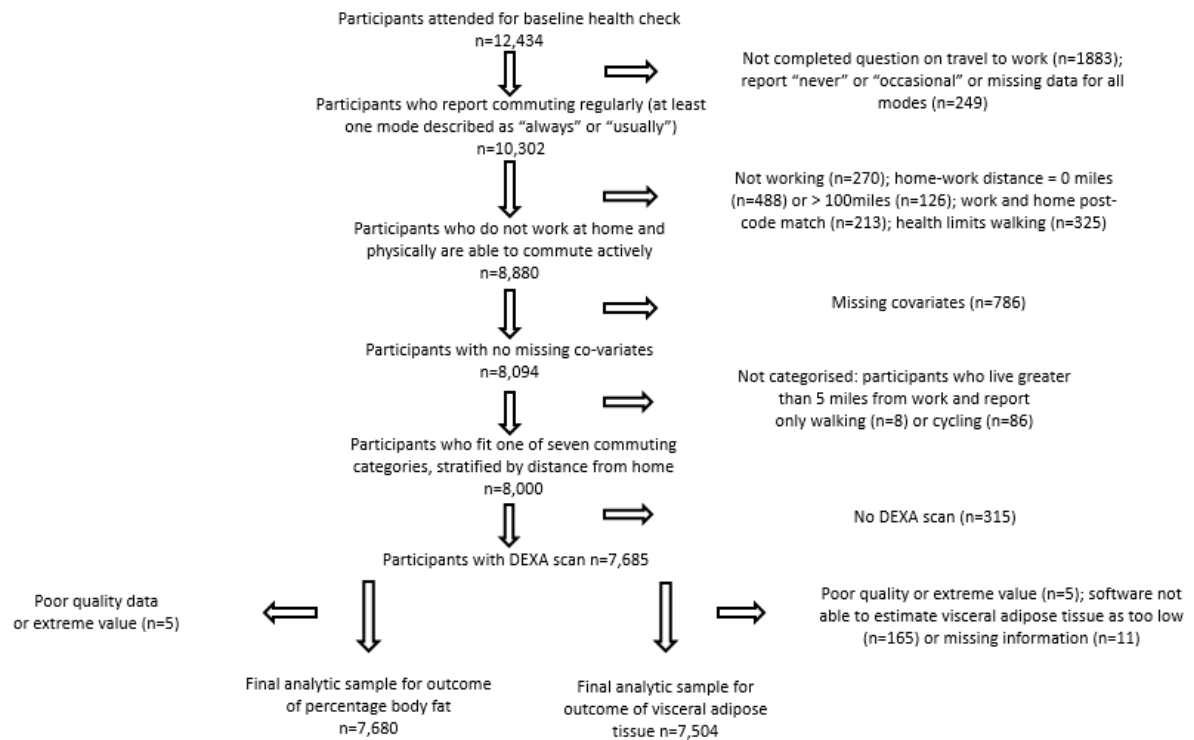 Participants attended for baseline health check
n=12,434
Not completed question on travel to work (n=1883);
report “never” or “occasional” or missing data for all
modes (n=249)
Participants who report commuting regularly (at least
one mode described as “always” or “usually”)
n=10,302
Not working (n=270); home-work distance = 0 miles
(n=488) or > 100miles (n=126); work and home post-
code match (n=213); health limits walking (n=325)
Participants who do not work at home and
physically are able to commute actively
n=8,880
Missing covariates (n=786)
Participants with no missing co-variates
n=8,094
Not categorised: participants who live greater
than 5 miles from work and report
only walking (n=8) or cycling (n=86)
Participants who fit one of seven commuting
categories, stratified by distance from home
n=8,000
No DEXA scan (n=315)
Participants with DEXA scan n=7,685
Poor quality data
or extreme value (n=5)
Poor quality or extreme value (n=5); software not
able to estimate visceral adipose tissue as too low
(n=165) or missing information (n=11)
Final analytic sample for outcome
of percentage body fat
n=7,680
Final analytic sample for
outcome of visceral adipose
tissue n=7,504